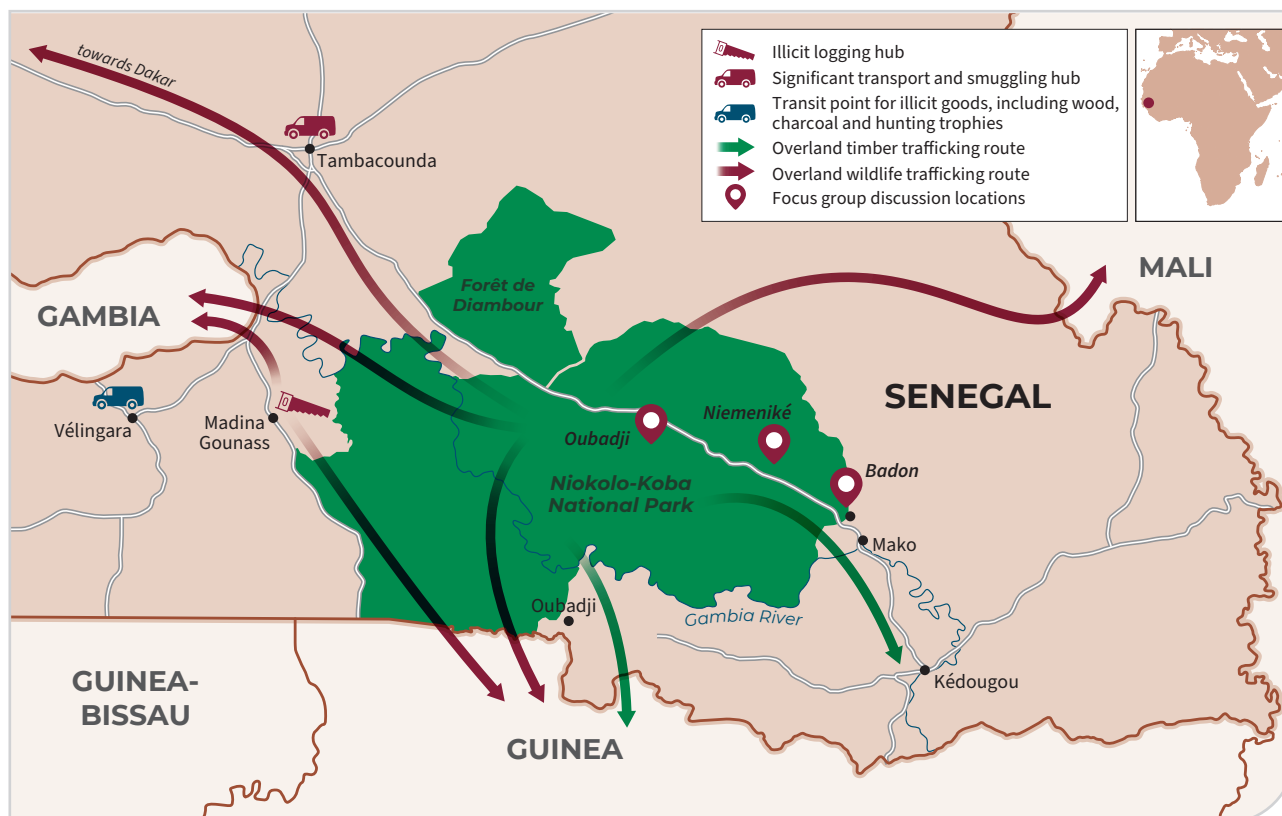 towards Dakar
Illicit logging hub
Significant transport and smuggling hub
Transit point for illicit goods, including wood,
charcoal and hunting trophies
Overland timber trafficking route
Overland wildlife trafficking route
Focus group discussion locations
Tambacounda
Forêt de
Diambour
MALI
GAMBIA
SENEGAL
Vélingara
Madina
Gounass
Oubadji
Niemeniké
Badon
Niokolo-Koba
National Park
Mako
Oubadji
Gambia River
Kédougou
GUINEA-
BISSAU
GUINEA